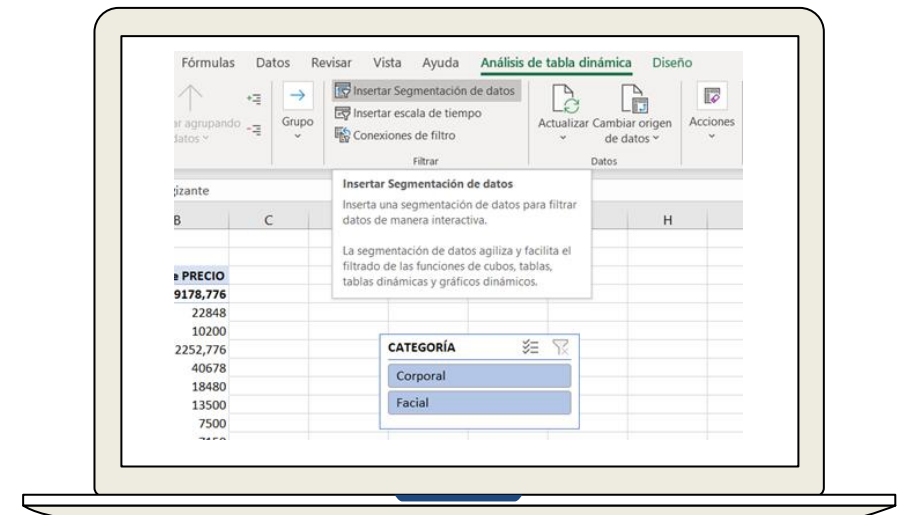 Fórmulas Datos Revisar Vista Ayuda Análisis de tabla dinámica Diseño
Insertar Segmentación de datos
Insertar escala de tiempo
Conexiones de filtro
Filtrar
agrupando
Grupo
Actualizar Cambiar origen
de datos
Datos
Acciones
gizante
Insertar Segmentación de datos
Inserta una segmentación de datos para filtrar
datos de manera interactiva.
La segmentación de datos agiliza y facilita el
filtrado de las funciones de cubos, tablas,
tablas dinámicas y gráficos dinámicos.
B C H
e PRECIO
9178,776
22848
10200
2252,776
40678
18480
13500
7500
CATEGORÍA
Corporal
Facial